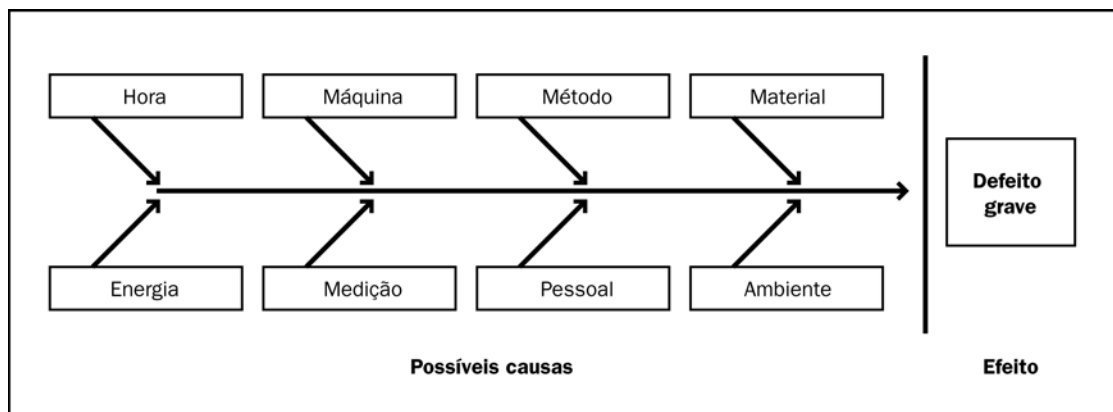 Hora
Máquina
Método
Material
Defeito
grave
Energia
Medição
Pessoal
Ambiente
Possíveis causas
Efeito